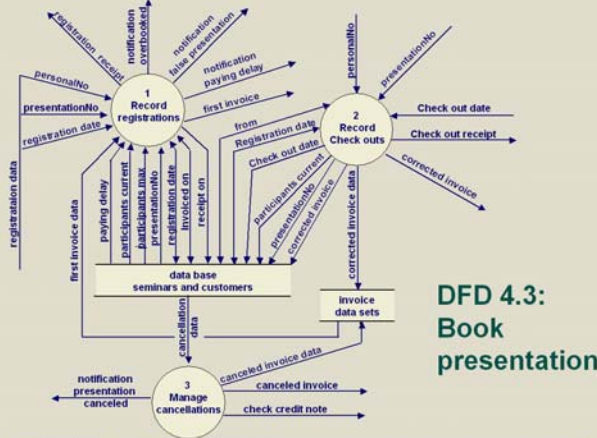 registration receipt
notification
overbooked
notification
false presentation
notification
paying delay
first invoice
personalNo
presentationNo
registration date
registrataion data
1
Record
registrations
personalNo
presentationNo
2
Record
Check outs
Check out date
Check out receipt
corrected invoice
from
Registration date
Check out date
participants current
presentationNo
corrected invoice
corrected invoice data
first invoice data
paying delay
participants current
participants max
presentationNo
registration date
invoiced on
receipt on
data base
seminars and customers
invoice
data sets
cancellation
data
canceled invoice data
3
Manage
cancellations
notification
presentation
canceled
canceled invoice
check credit note
DFD 4.3:
Book
presentation